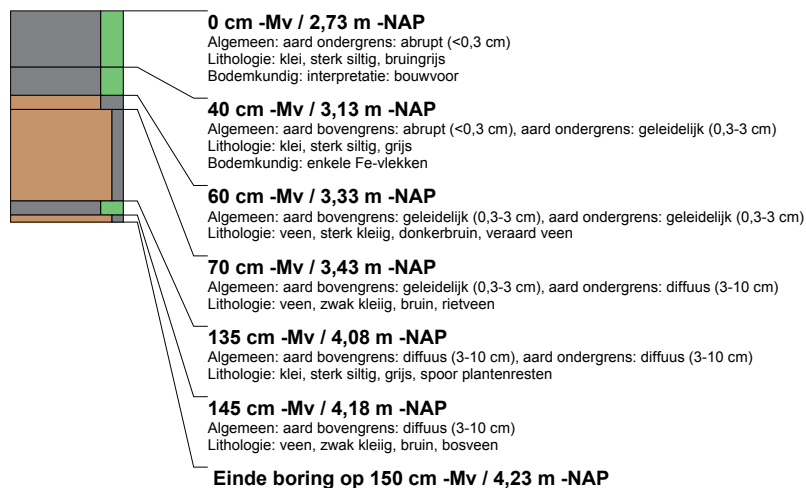 0 cm -Mv / 2,73 m -NAP
Algemeen: aard ondergrens: abrupt (<0,3 cm)
Lithologie: klei, sterk siltig, bruingrijs
Bodemkundig: interpretatie: bouwvoor
40 cm -Mv / 3,13 m -NAP
Algemeen: aard bovengrens: abrupt (<0,3 cm), aard ondergrens: geleidelijk (0,3-3 cm)
Lithologie: klei, sterk siltig, grijs
Bodemkundig: enkele Fe-vlekken
60 cm -Mv / 3,33 m -NAP
Algemeen: aard bovengrens: geleidelijk (0,3-3 cm), aard ondergrens: geleidelijk (0,3-3 cm)
Lithologie: veen, sterk kleiig, donkerbruin, veraard veen
70 cm -Mv / 3,43 m -NAP
Algemeen: aard bovengrens: geleidelijk (0,3-3 cm), aard ondergrens: diffuus (3-10 cm)
Lithologie: veen, zwak kleiig, bruin, rietveen
135 cm -Mv / 4,08 m -NAP
Algemeen: aard bovengrens: diffuus (3-10 cm), aard ondergrens: diffuus (3-10 cm)
Lithologie: klei, sterk siltig, grijs, spoor plantenresten
145 cm -Mv / 4,18 m -NAP
Algemeen: aard bovengrens: diffuus (3-10 cm)
Lithologie: veen, zwak kleiig, bruin, bosveen
Einde boring op 150 cm -Mv / 4,23 m -NAP